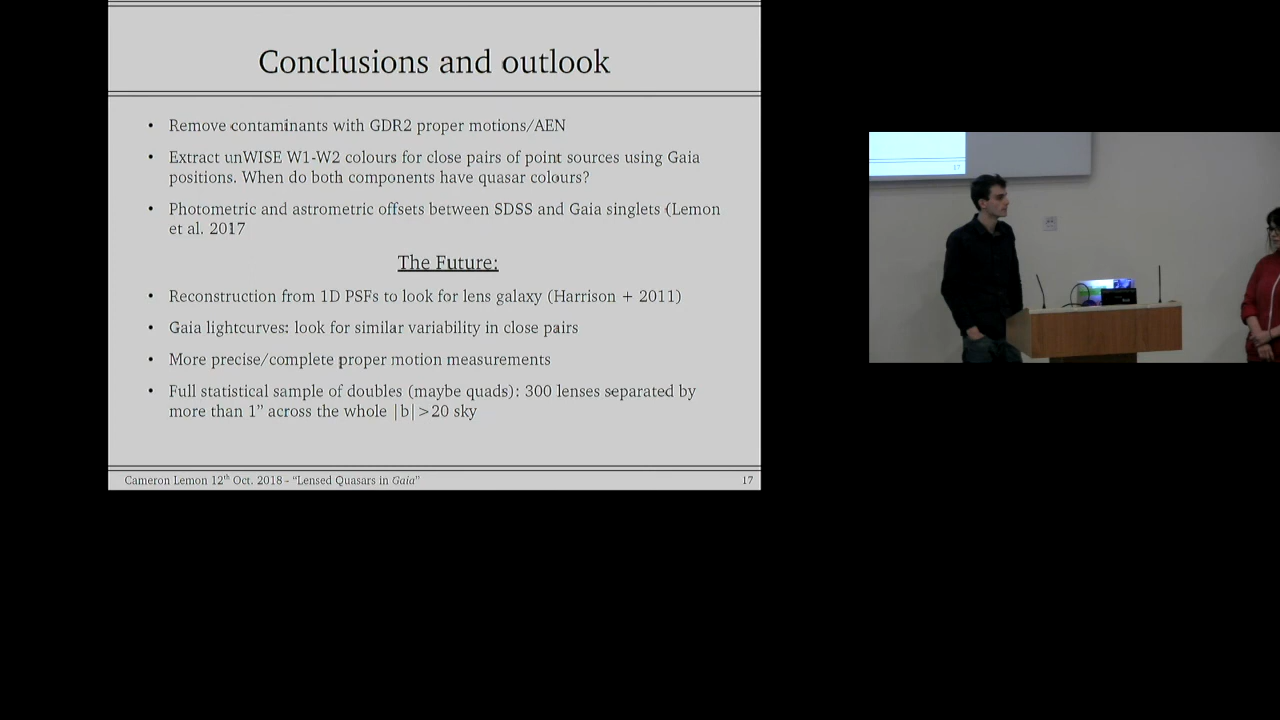 Conclusions and outlook
• Remove contaminants with GDR2 proper motions/AEN
• Extract unWISE W1-W2 colours for close pairs of point sources using Gaia
positions. When do both components have quasar colours?
• Photometric and astrometric offsets between SDSS and Gaia singlets (Lemon
et al. 2017
The Future:
• Reconstruction from 1D PSFs to look for lens galaxy (Harrison + 2011)
• Gaia lightcurves: look for similar variability in close pairs
• More precise/complete proper motion measurements
• Full statistical sample of doubles (maybe quads): 300 lenses separated by
more than 1” across the whole |b|>20 sky
Cameron Lemon 12th Oct. 2018 – “Lensed Quasars in Gaia”
17
17